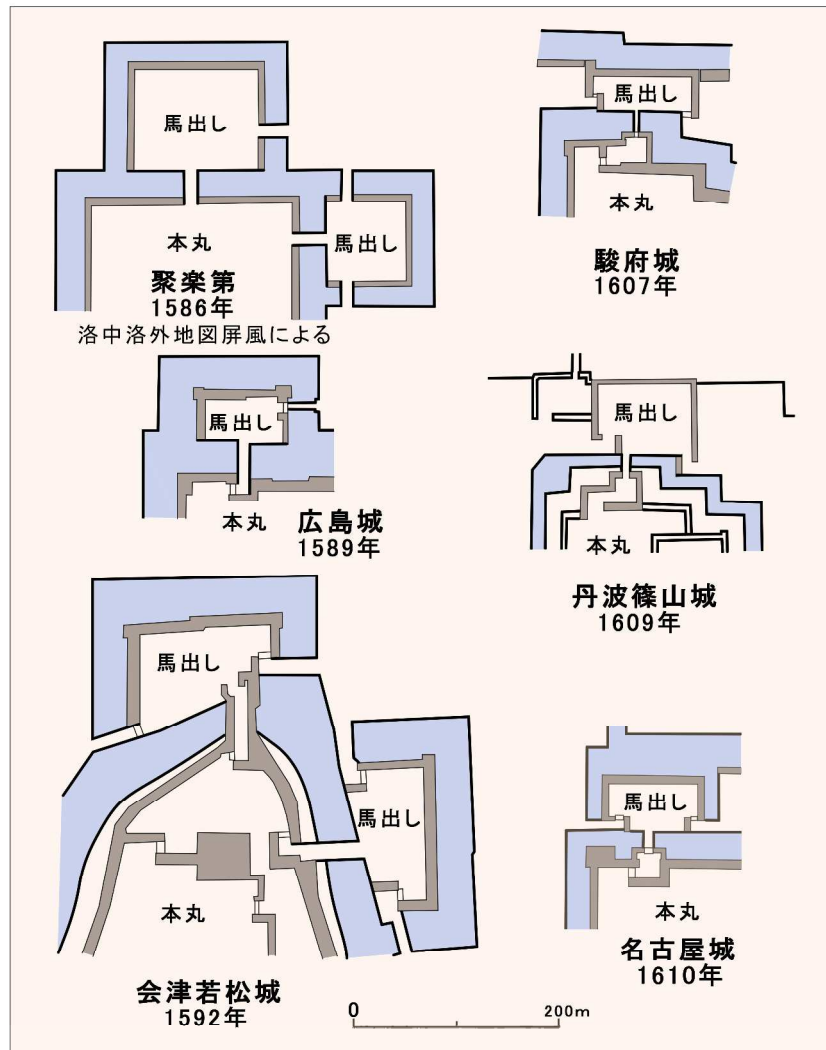 馬出し
本丸
馬出し
聚楽第
1586年
洛中洛外地図屏風による
馬出し
本丸
広島城
1589年
馬出し
馬出し
本丸
会津若松城
1592年
馬出し
本丸
駿府城
1607年
馬出し
本丸
丹波篠山城
1609年
馬出し
本丸
名古屋城
1610年
0 200m